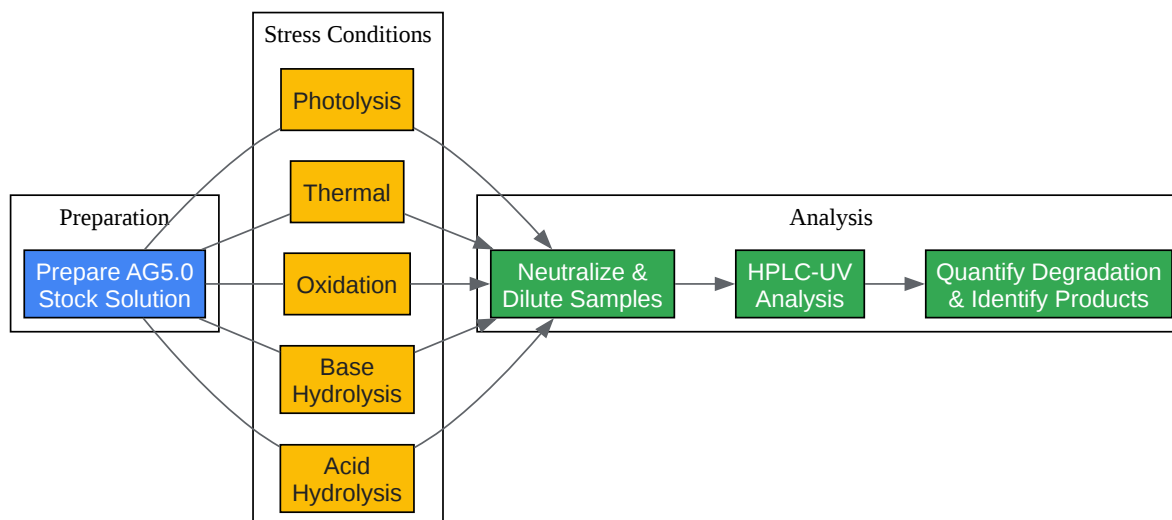 Stress Conditions
Photolysis
Thermal
Oxidation
Base
Hydrolysis
Acid
Hydrolysis
Preparation
Prepare AG5.0
Stock Solution
Analysis
Neutralize &
Dilute Samples
HPLC-UV
Analysis
Quantify Degradation
& Identify Products